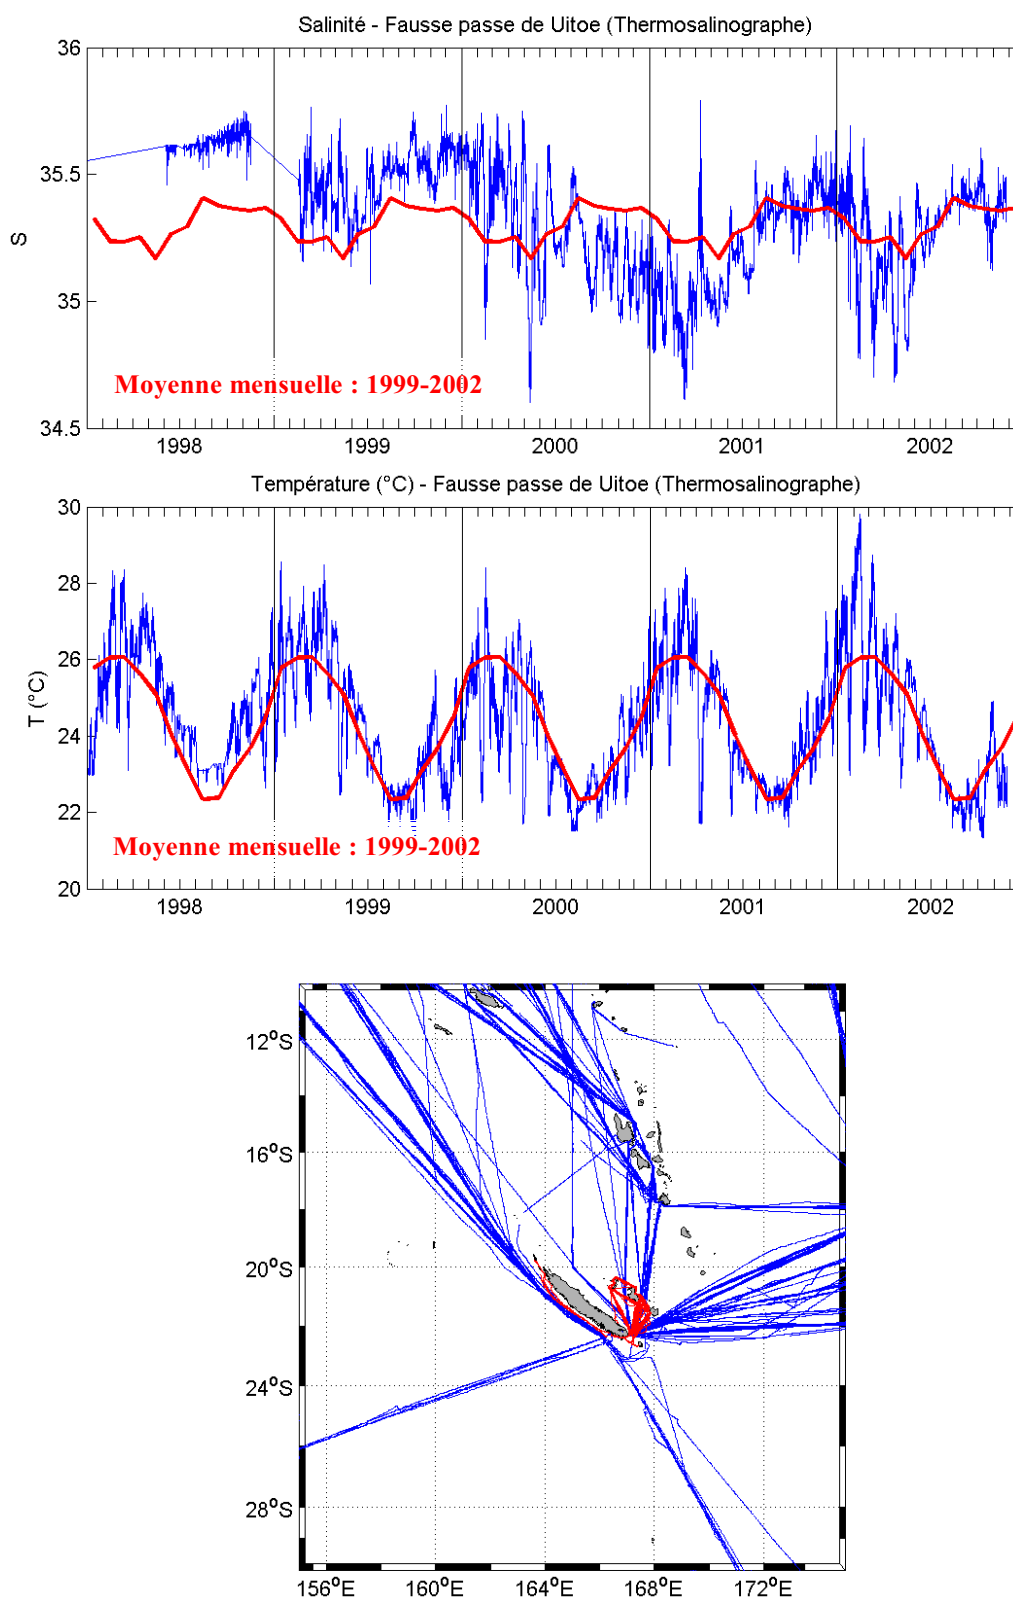 Salinité - Fausse passe de Uitoe (Thermosalinographe)
36
35.5
S
35
Moyenne mensuelle : 1999-2002
34.5
1998 1999 2000 2001 2002
Température (°C) - Fausse passe de Uitoe (Thermosalinographe)
30
28
26
T (°C)
24
22
Moyenne mensuelle : 1999-2002
20
1998 1999 2000 2001 2002
12°S
16°S
20°S
24°S
28°S
156°E 160°E 164°E 168°E 172°E